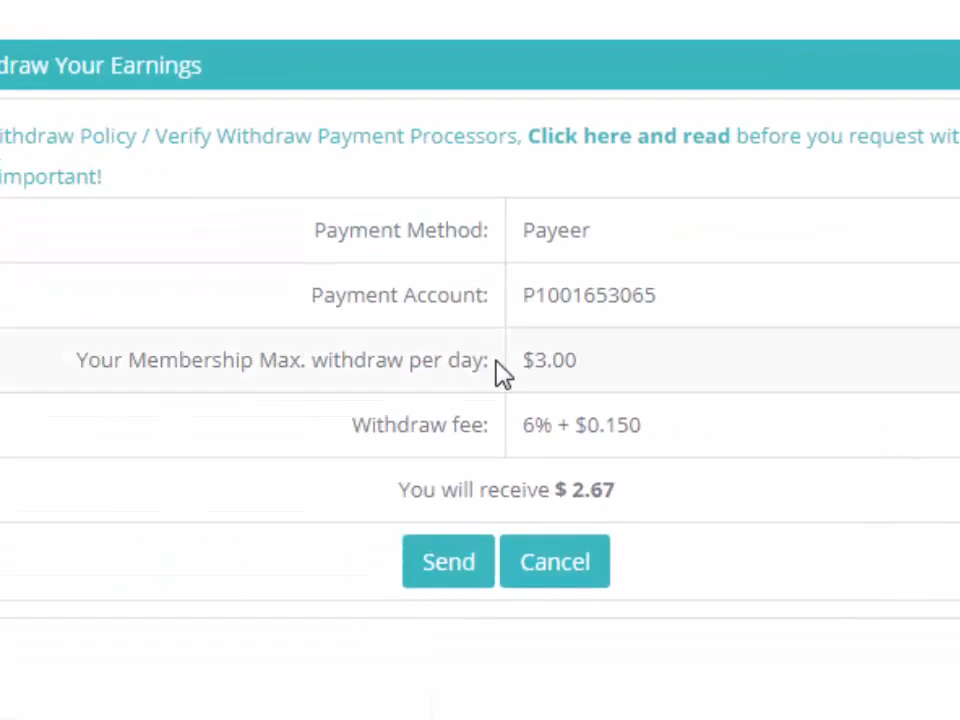 draw Your Earnings
ithdraw Policy / Verify Withdraw Payment Processors, Click here and read before you request wit
important!
Payment Method: Payeer
Payment Account: P1001653065
Your Membership Max. withdraw per day: $3.00
Withdraw fee: 6% + $0.150
You will receive $ 2.67
Send Cancel